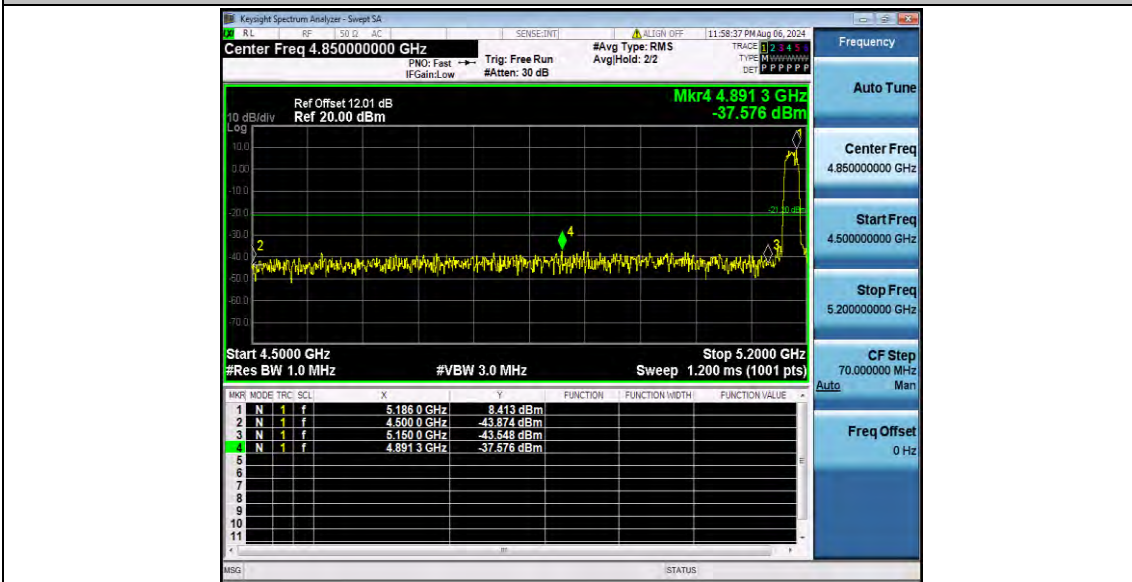 Keysight Spectrum Analyzer - Swept SA
RL RF 50 Ω AC SENSE:INT ALIGN OFF 11:58:37 PM Aug 06, 2024
Center Freq 4.850000000 GHz
PNO: Fast
IFGain:Low
Trig: Free Run
#Atten: 30 dB
#Avg Type: RMS
Avg|Hold: 2/2
TRACE 1 2 3 4 5 6
TYPE M WWWWW
DET P P P P P P
Ref Offset 12.01 dB
10 dB/div Ref 20.00 dBm
Log
Mkr4 4.891 3 GHz
-37.576 dBm
10.0
0.00
-10.0
-20.0
-30.0
-40.0
-50.0
-60.0
-70.0
-21.20 dBm
1
2
3
4
Start 4.5000 GHz Stop 5.2000 GHz
#Res BW 1.0 MHz #VBW 3.0 MHz Sweep 1.200 ms (1001 pts)
MKR MODE TRC SCL X Y FUNCTION FUNCTION WIDTH FUNCTION VALUE
1 N 1 f 5.186 0 GHz 8.413 dBm
2 N 1 f 4.500 0 GHz -43.874 dBm
3 N 1 f 5.150 0 GHz -43.548 dBm
4 N 1 f 4.891 3 GHz -37.576 dBm
5
6
7
8
9
10
11
MSG STATUS
Frequency
Auto Tune
Center Freq
4.850000000 GHz
Start Freq
4.500000000 GHz
Stop Freq
5.200000000 GHz
CF Step
70.000000 MHz
Auto Man
Freq Offset
0 Hz